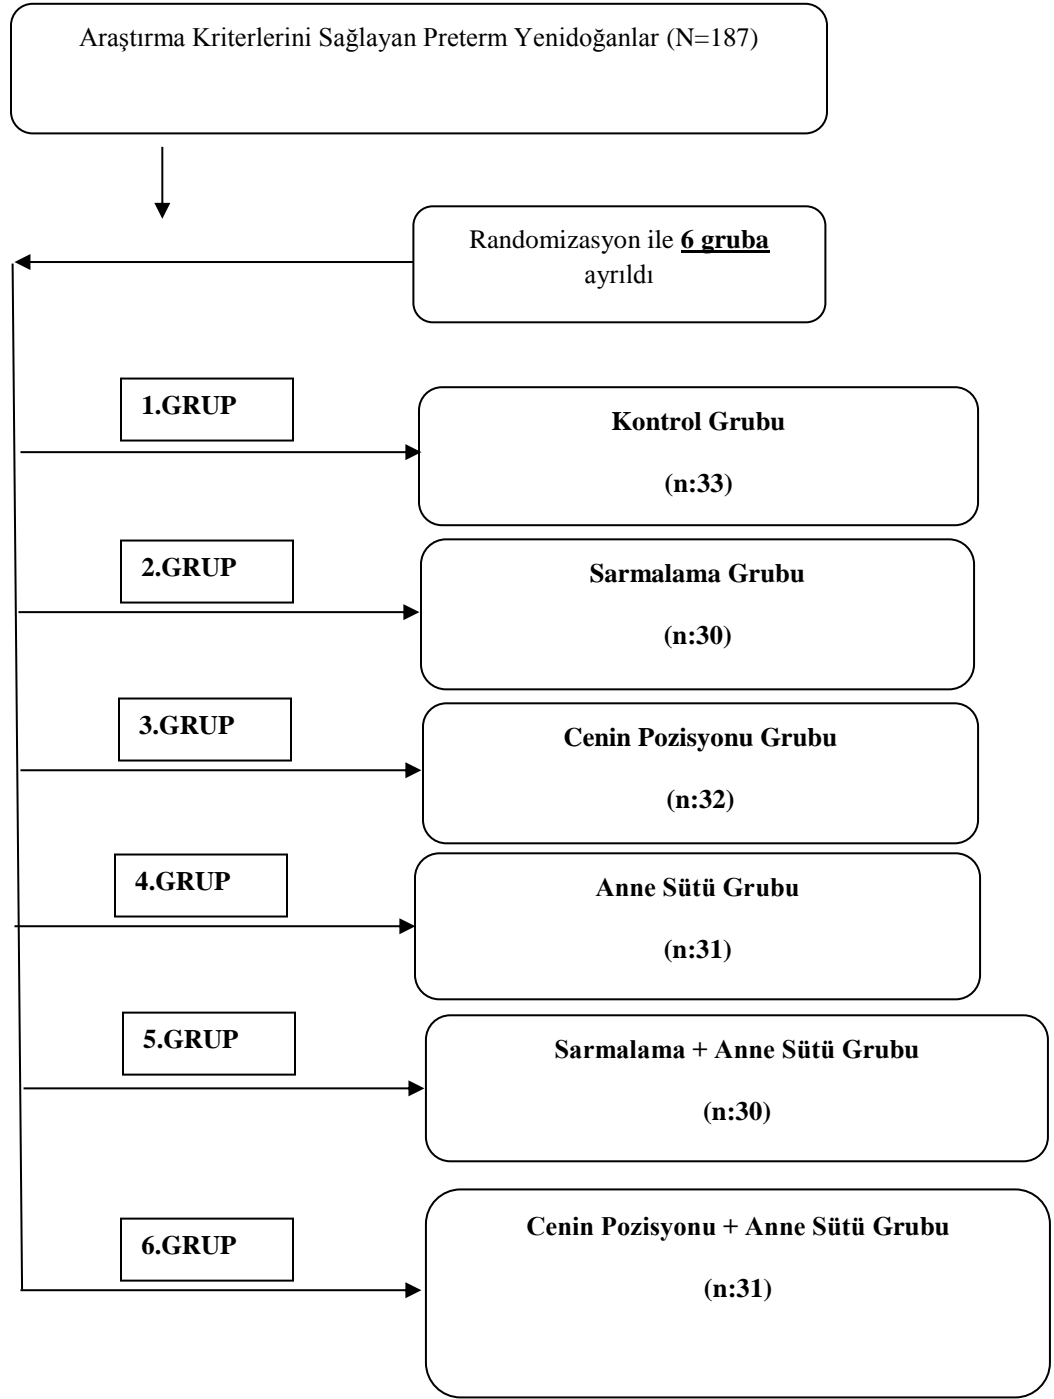 Araştırma Kriterlerini Sağlayan Preterm Yenidoğanlar (N=187)
Randomizasyon ile 6 gruba
ayrıldı
1.GRUP
Kontrol Grubu
(n:33)
2.GRUP
Sarmalama Grubu
(n:30)
3.GRUP
Cenin Pozisyonu Grubu
(n:32)
4.GRUP
Anne Sütü Grubu
(n:31)
5.GRUP
Sarmalama + Anne Sütü Grubu
(n:30)
6.GRUP
Cenin Pozisyonu + Anne Sütü Grubu
(n:31)